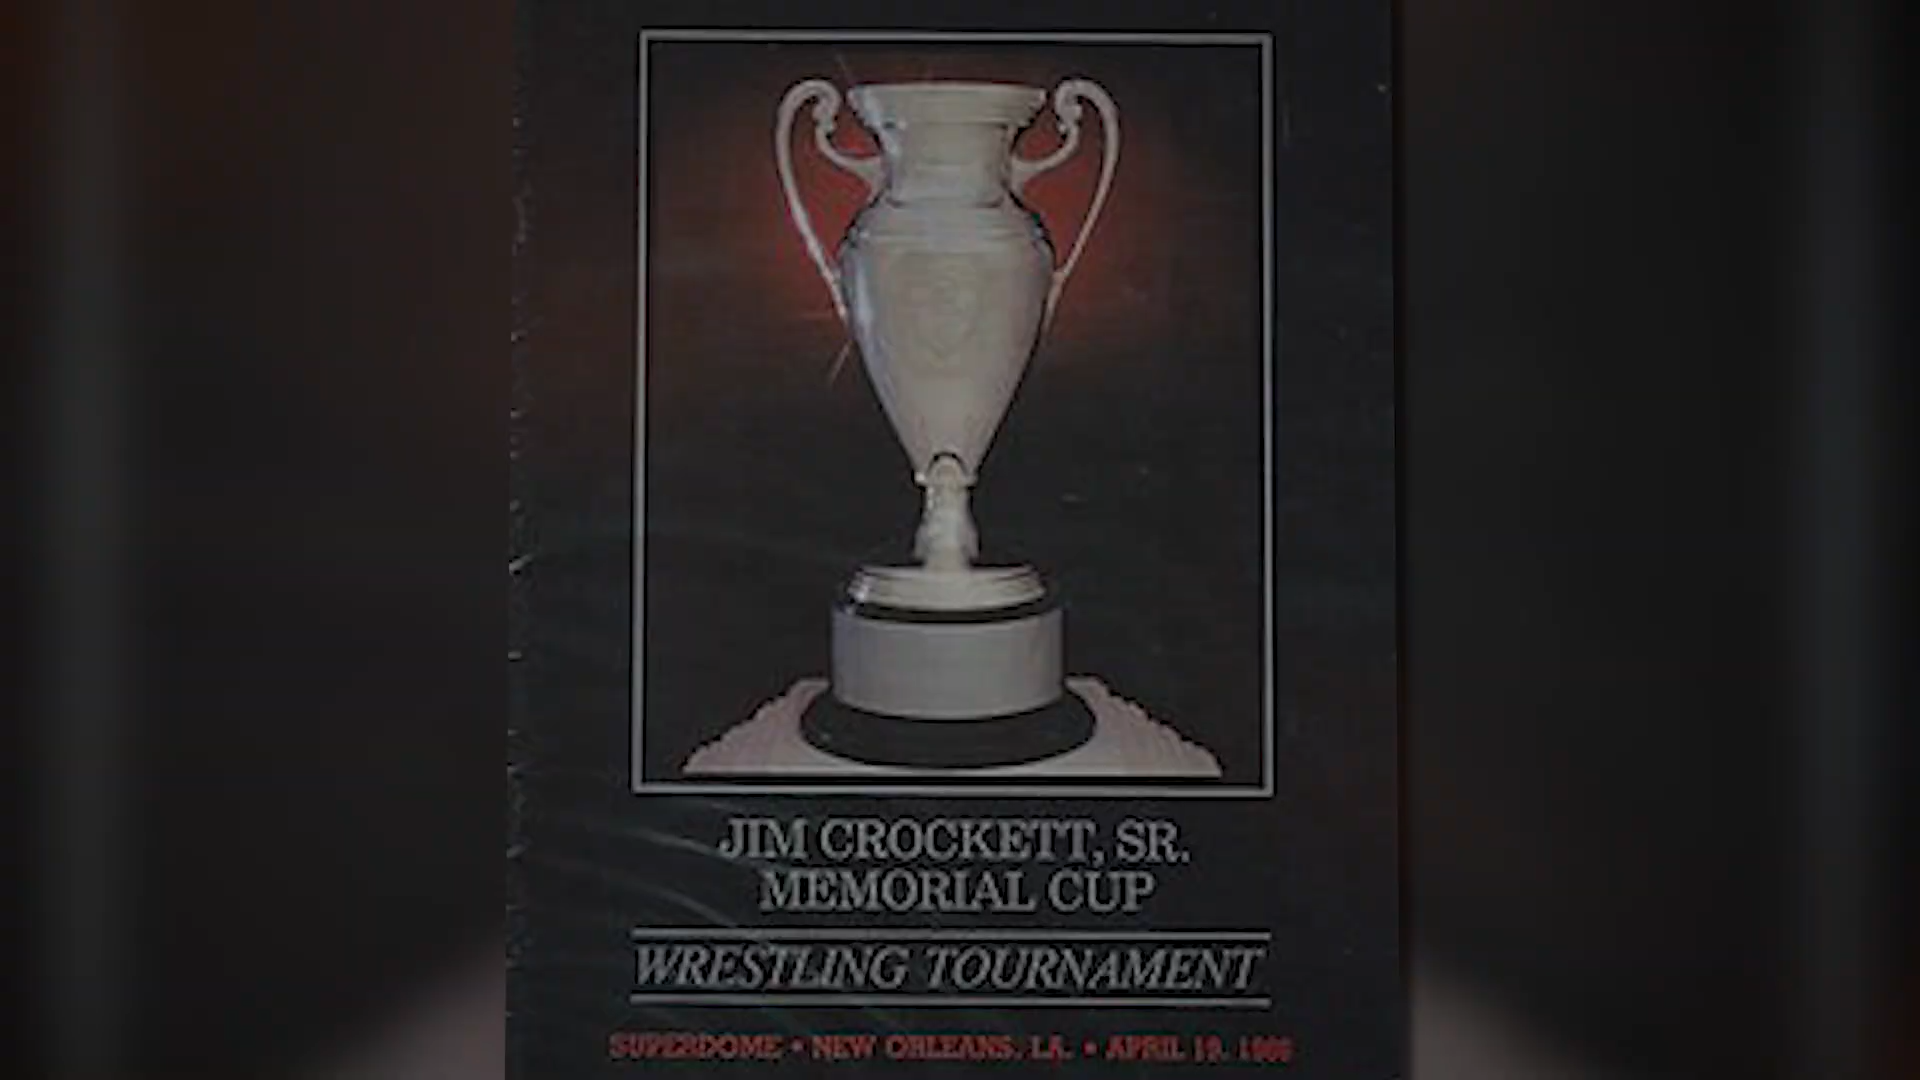 JIM CROCKETT, SR.
MEMORIAL CUP
WRESTLING TOURNAMENT
SUPERDOME • NEW ORLEANS, LA. • APRIL 19,